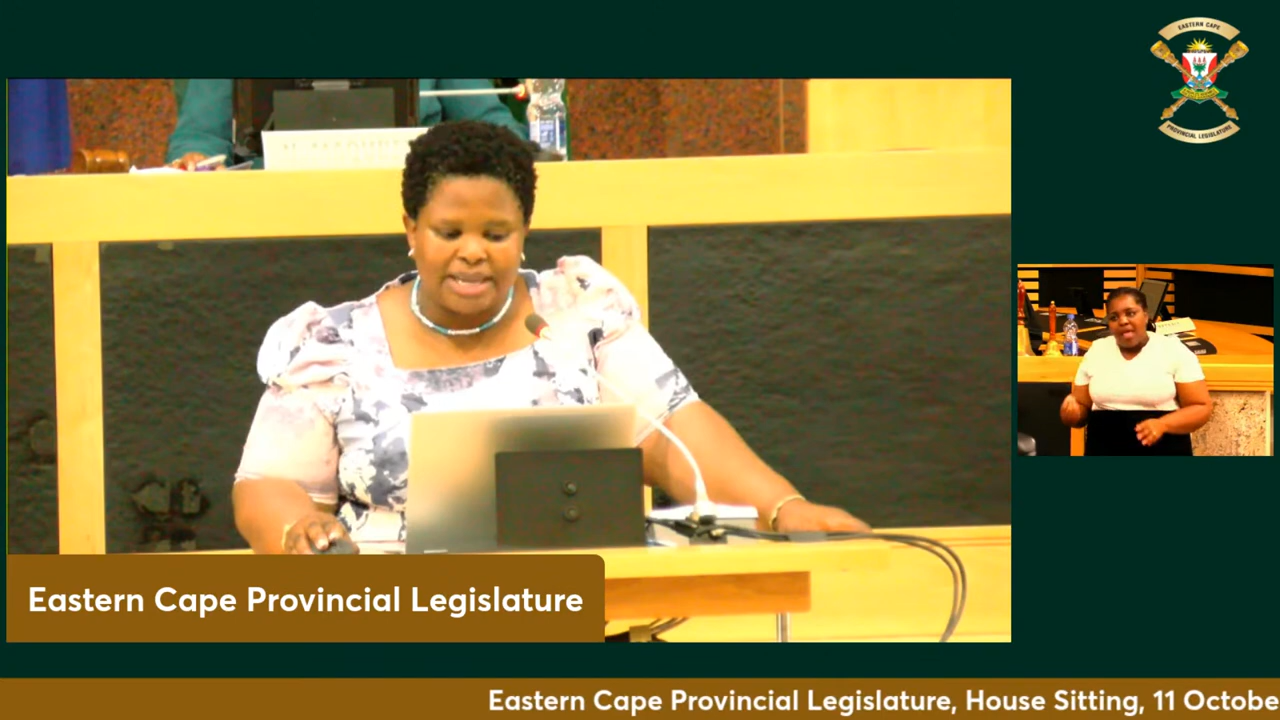 EASTERN CAPE
PROVINCIAL LEGISLATURE
Eastern Cape Provincial Legislature
Eastern Cape Provincial Legislature, House Sitting, 11 Octobe